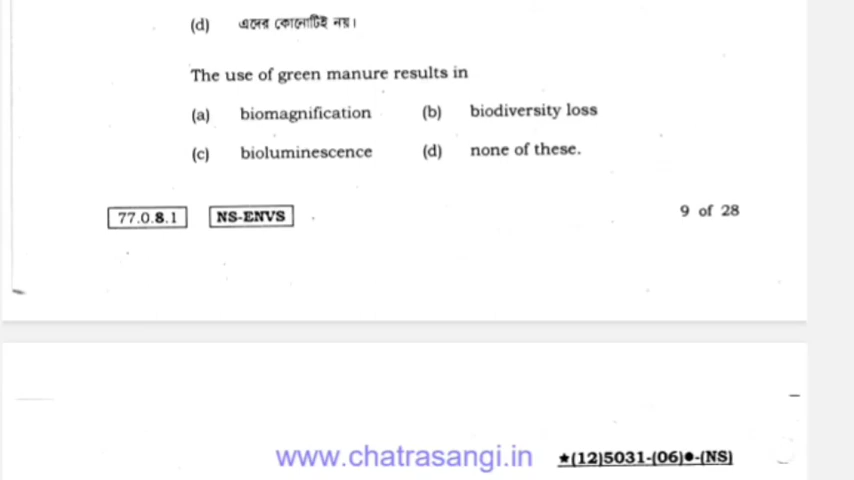 (d) এদের কোনোটিই নয়।
The use of green manure results in
(a) biomagnification (b) biodiversity loss
(c) bioluminescence (d) none of these.
77.0.8.1 NS-ENVS 9 of 28
www.chatrasangi.in ★(12)5031-(06)●-(NS)